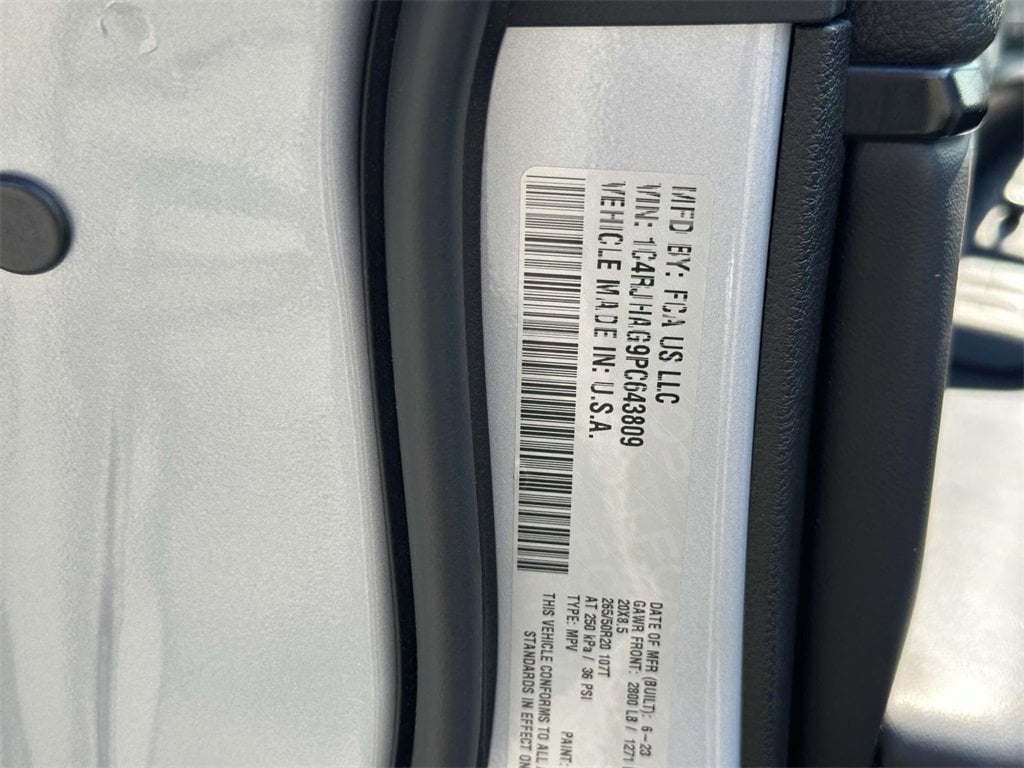 MFD BY: FCA US LLC
VIN: 1C4RJHAG9PC643809
VEHICLE MADE IN: U.S.A.
DATE OF MFR (BUILT): 6-23
GAWR FRONT: 2800 LB / 1271
20X8.5
265/50R20 107T
AT 250 kPa / 36 PSI
TYPE: MPV
PAINT:
THIS VEHICLE CONFORMS TO ALL
STANDARDS IN EFFECT ON